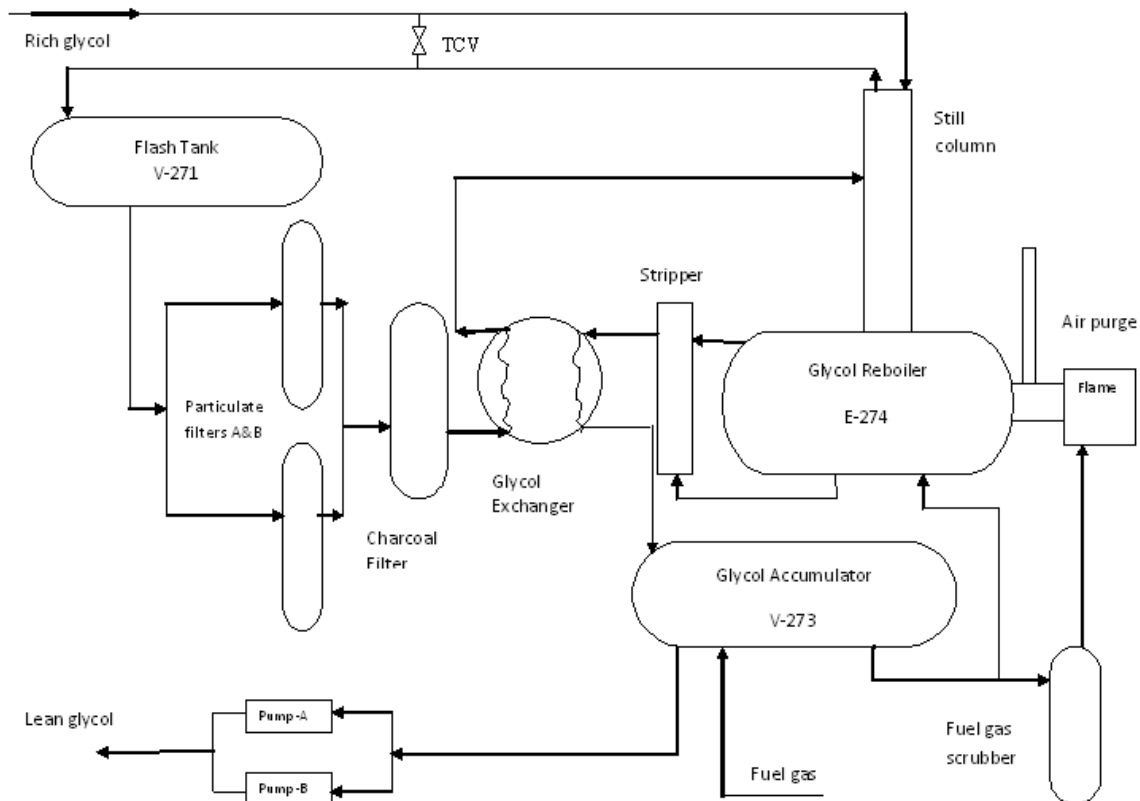 Rich glycol
TCV
Flash Tank
V-271
Still
column
Stripper
Air purge
Glycol Reboiler
E-274
Flame
Particulate
filters A&B
Glycol
Exchanger
Charcoal
Filter
Glycol Accumulator
V-273
Lean glycol
Pump-A
Pump-B
Fuel gas
Fuel gas
scrubber